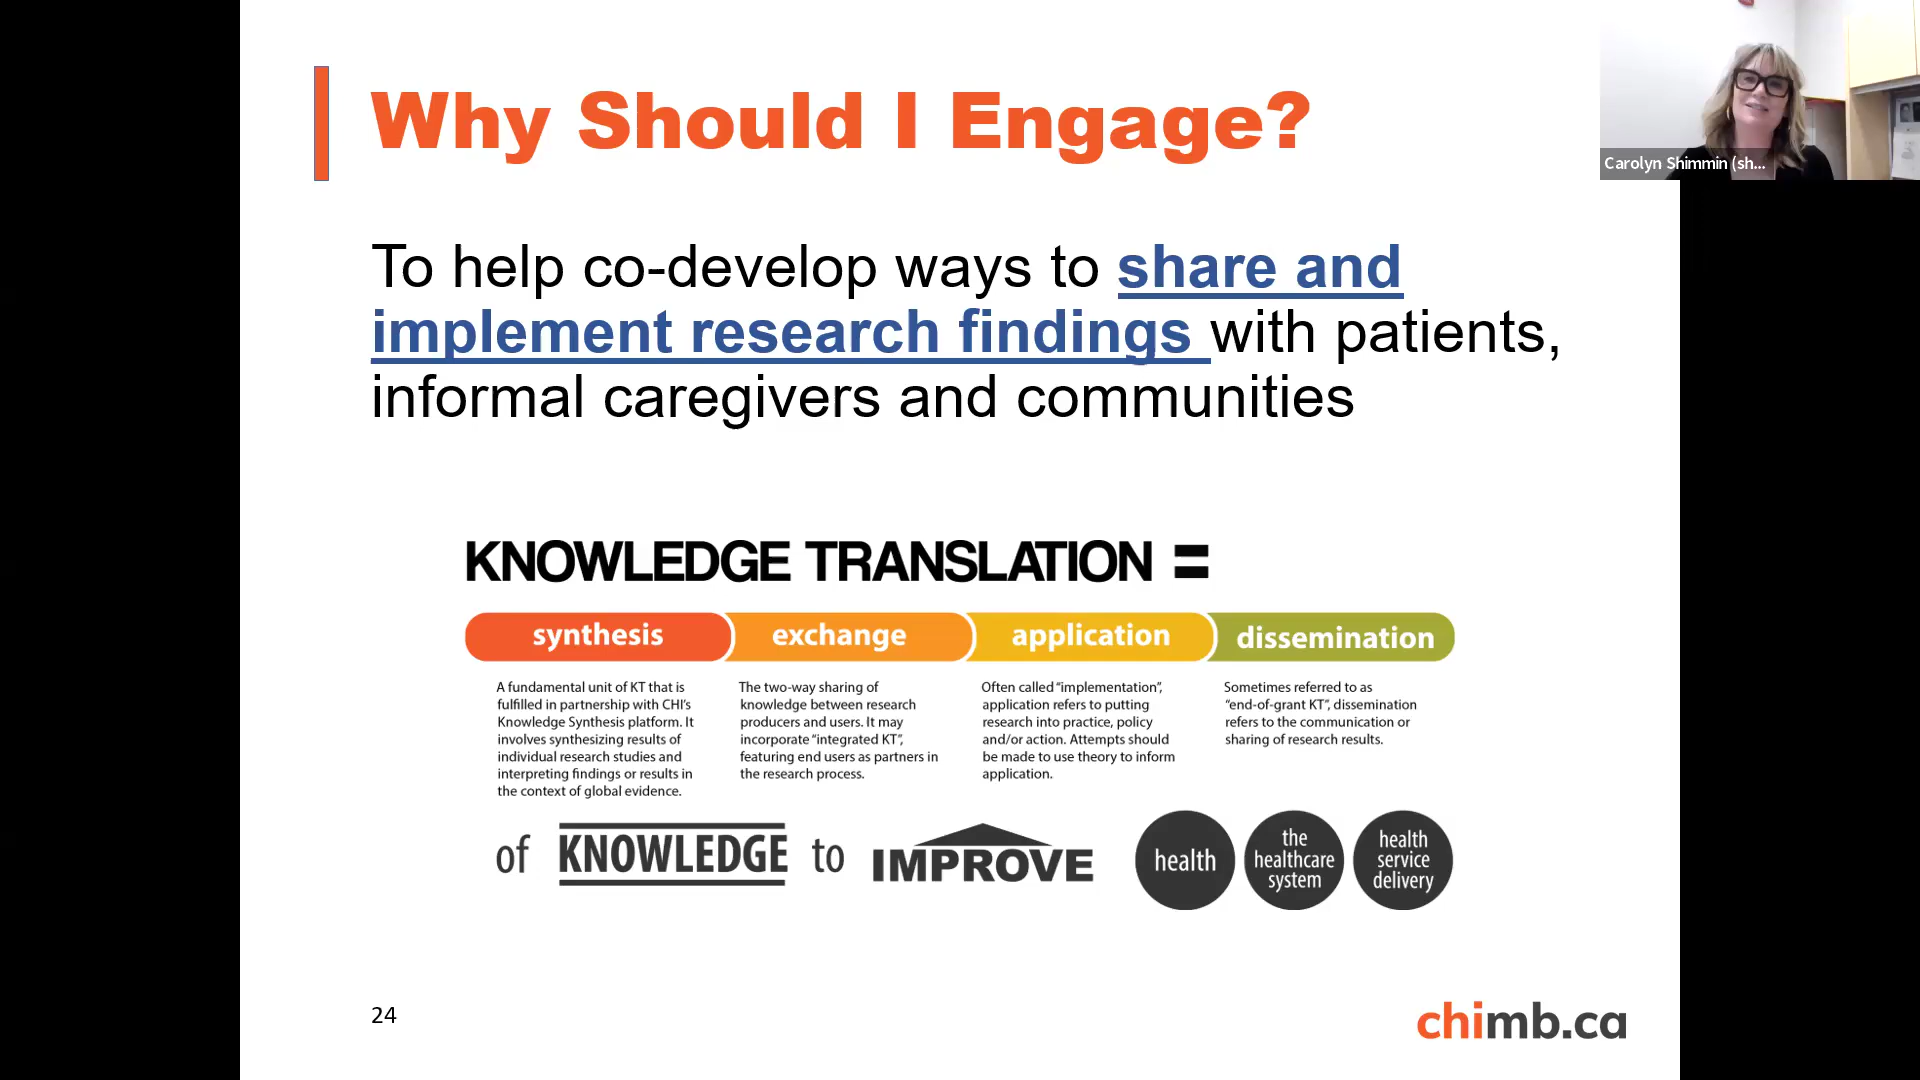 Why Should I Engage?
Carolyn Shimmin (sh...
To help co-develop ways to share and
implement research findings with patients,
informal caregivers and communities
KNOWLEDGE TRANSLATION =
synthesis
exchange
application
dissemination
A fundamental unit of KT that is
fulfilled in partnership with CHI's
Knowledge Synthesis platform. It
involves synthesizing results of
individual research studies and
interpreting findings or results in
the context of global evidence.
The two-way sharing of
knowledge between research
producers and users. It may
incorporate "integrated KT",
featuring end users as partners in
the research process.
Often called "implementation",
application refers to putting
research into practice, policy
and/or action. Attempts should
be made to use theory to inform
application.
Sometimes referred to as
"end-of-grant KT", dissemination
refers to the communication or
sharing of research results.
of KNOWLEDGE to IMPROVE
health
the
healthcare
system
health
service
delivery
24
chimb.ca